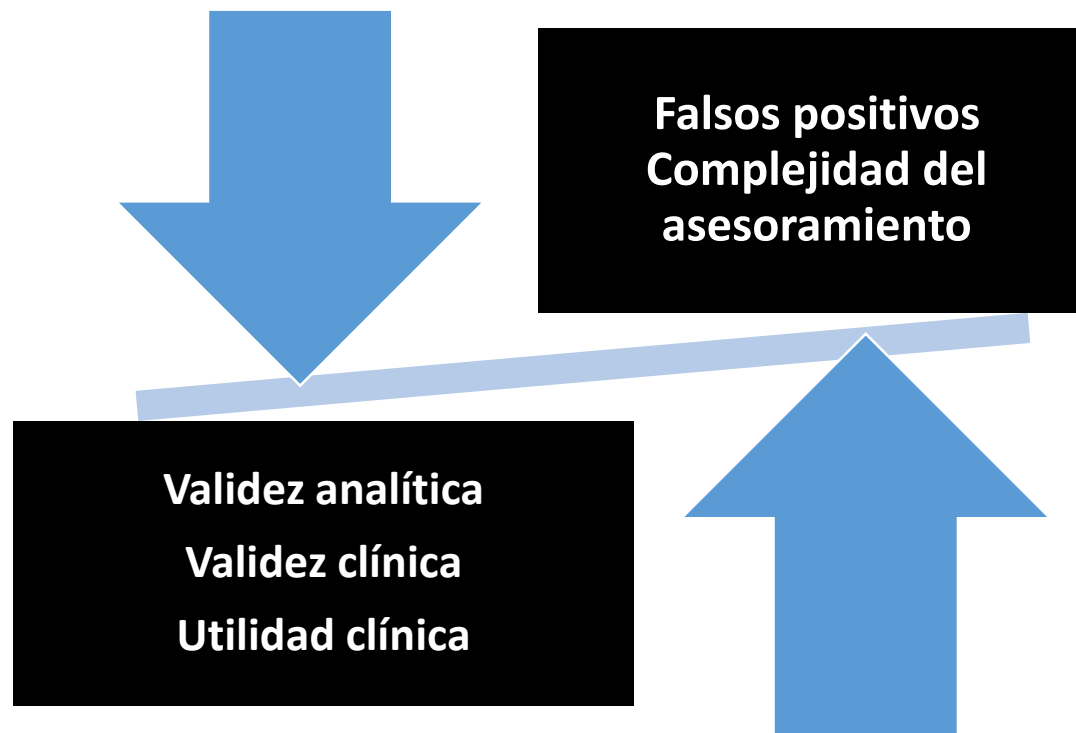 Falsos positivos
Complejidad del
asesoramiento
Validez analítica
Validez clínica
Utilidad clínica